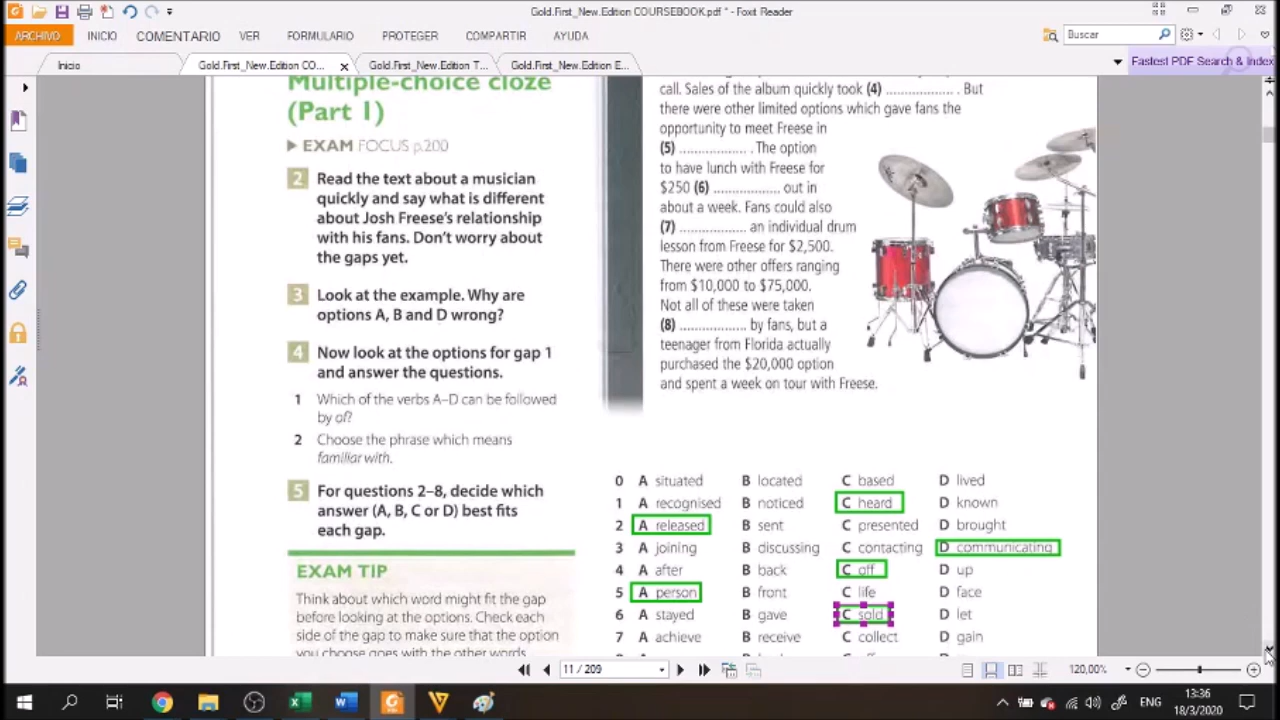 Gold.First_New.Edition COURSEBOOK.pdf * - Foxit Reader
ARCHIVO INICIO COMENTARIO VER FORMULARIO PROTEGER COMPARTIR AYUDA Buscar
Inicio Gold.First_New.Edition CO... Gold.First_New.Edition T... Gold.First_New.Edition E... Fastest PDF Search & Index
Multiple-choice cloze
(Part 1)
EXAM FOCUS p.200
2 Read the text about a musician
quickly and say what is different
about Josh Freese's relationship
with his fans. Don't worry about
the gaps yet.
3 Look at the example. Why are
options A, B and D wrong?
4 Now look at the options for gap 1
and answer the questions.
1 Which of the verbs A–D can be followed
by of?
2 Choose the phrase which means
familiar with.
5 For questions 2–8, decide which
answer (A, B, C or D) best fits
each gap.
EXAM TIP
Think about which word might fit the gap
before looking at the options. Check each
side of the gap to make sure that the option
you choose goes with the other words
call. Sales of the album quickly took (4) .................. . But
there were other limited options which gave fans the
opportunity to meet Freese in
(5) .................. . The option
to have lunch with Freese for
$250 (6) .................. out in
about a week. Fans could also
(7) .................. an individual drum
lesson from Freese for $2,500.
There were other offers ranging
from $10,000 to $75,000.
Not all of these were taken
(8) .................. by fans, but a
teenager from Florida actually
purchased the $20,000 option
and spent a week on tour with Freese.
0 A situated B located C based D lived
1 A recognised B noticed C heard D known
2 A released B sent C presented D brought
3 A joining B discussing C contacting D communicating
4 A after B back C off D up
5 A person B front C life D face
6 A stayed B gave C sold D let
7 A achieve B receive C collect D gain
11 / 209 120,00%
ENG
13:36
18/3/2020